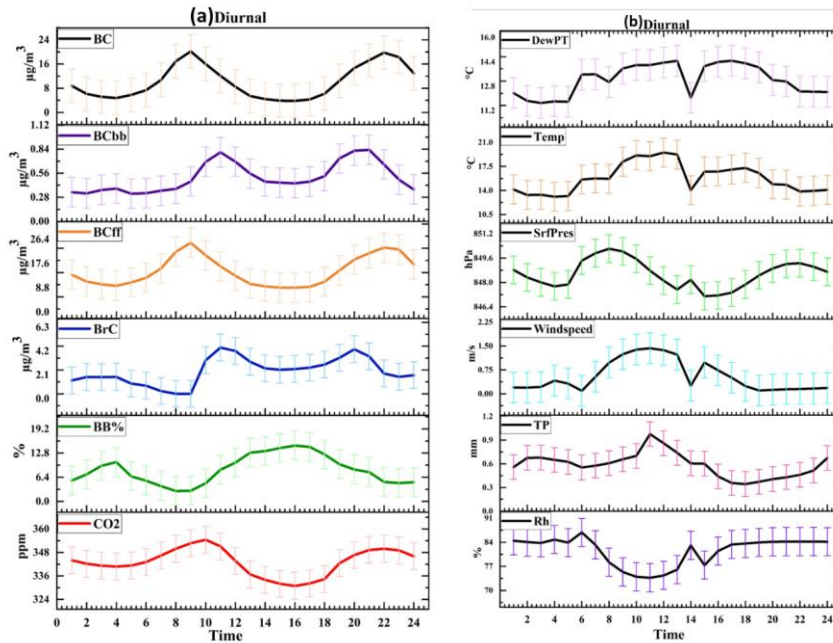 (a)Diurnal
BC
µg/m³
24
16
8
0
BCbb
µg/m³
1.12
0.84
0.56
0.28
0.00
BCff
µg/m³
26.4
17.6
8.8
0.0
BrC
µg/m³
6.3
4.2
2.1
0.0
BB%
%
19.2
12.8
6.4
0.0
CO2
ppm
360
348
336
324
0 2 4 6 8 10 12 14 16 18 20 22 24
Time
(b)Diurnal
DewPT
°C
16.0
14.4
12.8
11.2
Temp
°C
21.0
17.5
14.0
10.5
SrfPres
hPa
851.2
849.6
848.0
846.4
Windspeed
m/s
2.25
1.50
0.75
0.00
TP
mm
1.2
0.9
0.6
0.3
0.0
Rh
%
91
84
77
70
2 4 6 8 10 12 14 16 18 20 22 24
Time